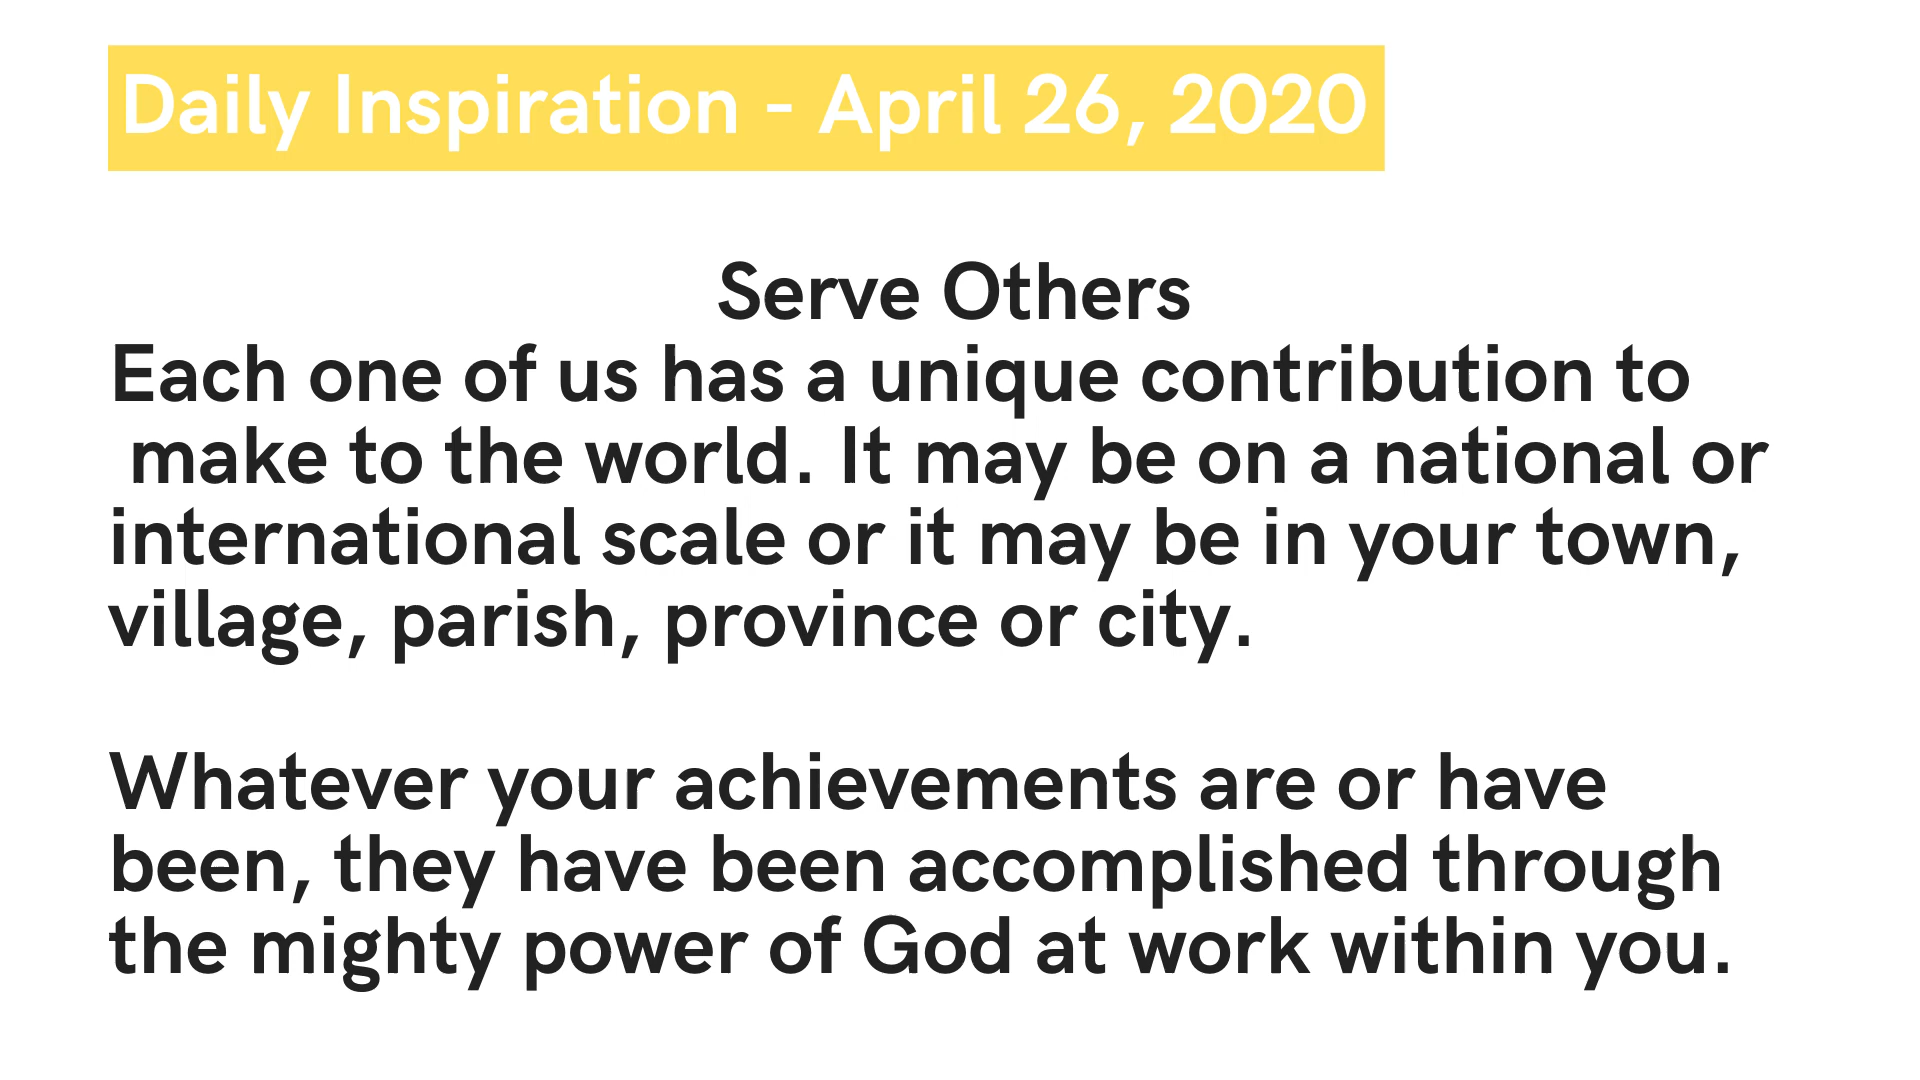 Daily Inspiration - April 26, 2020
Serve Others
Each one of us has a unique contribution to
make to the world. It may be on a national or
international scale or it may be in your town,
village, parish, province or city.
Whatever your achievements are or have
been, they have been accomplished through
the mighty power of God at work within you.